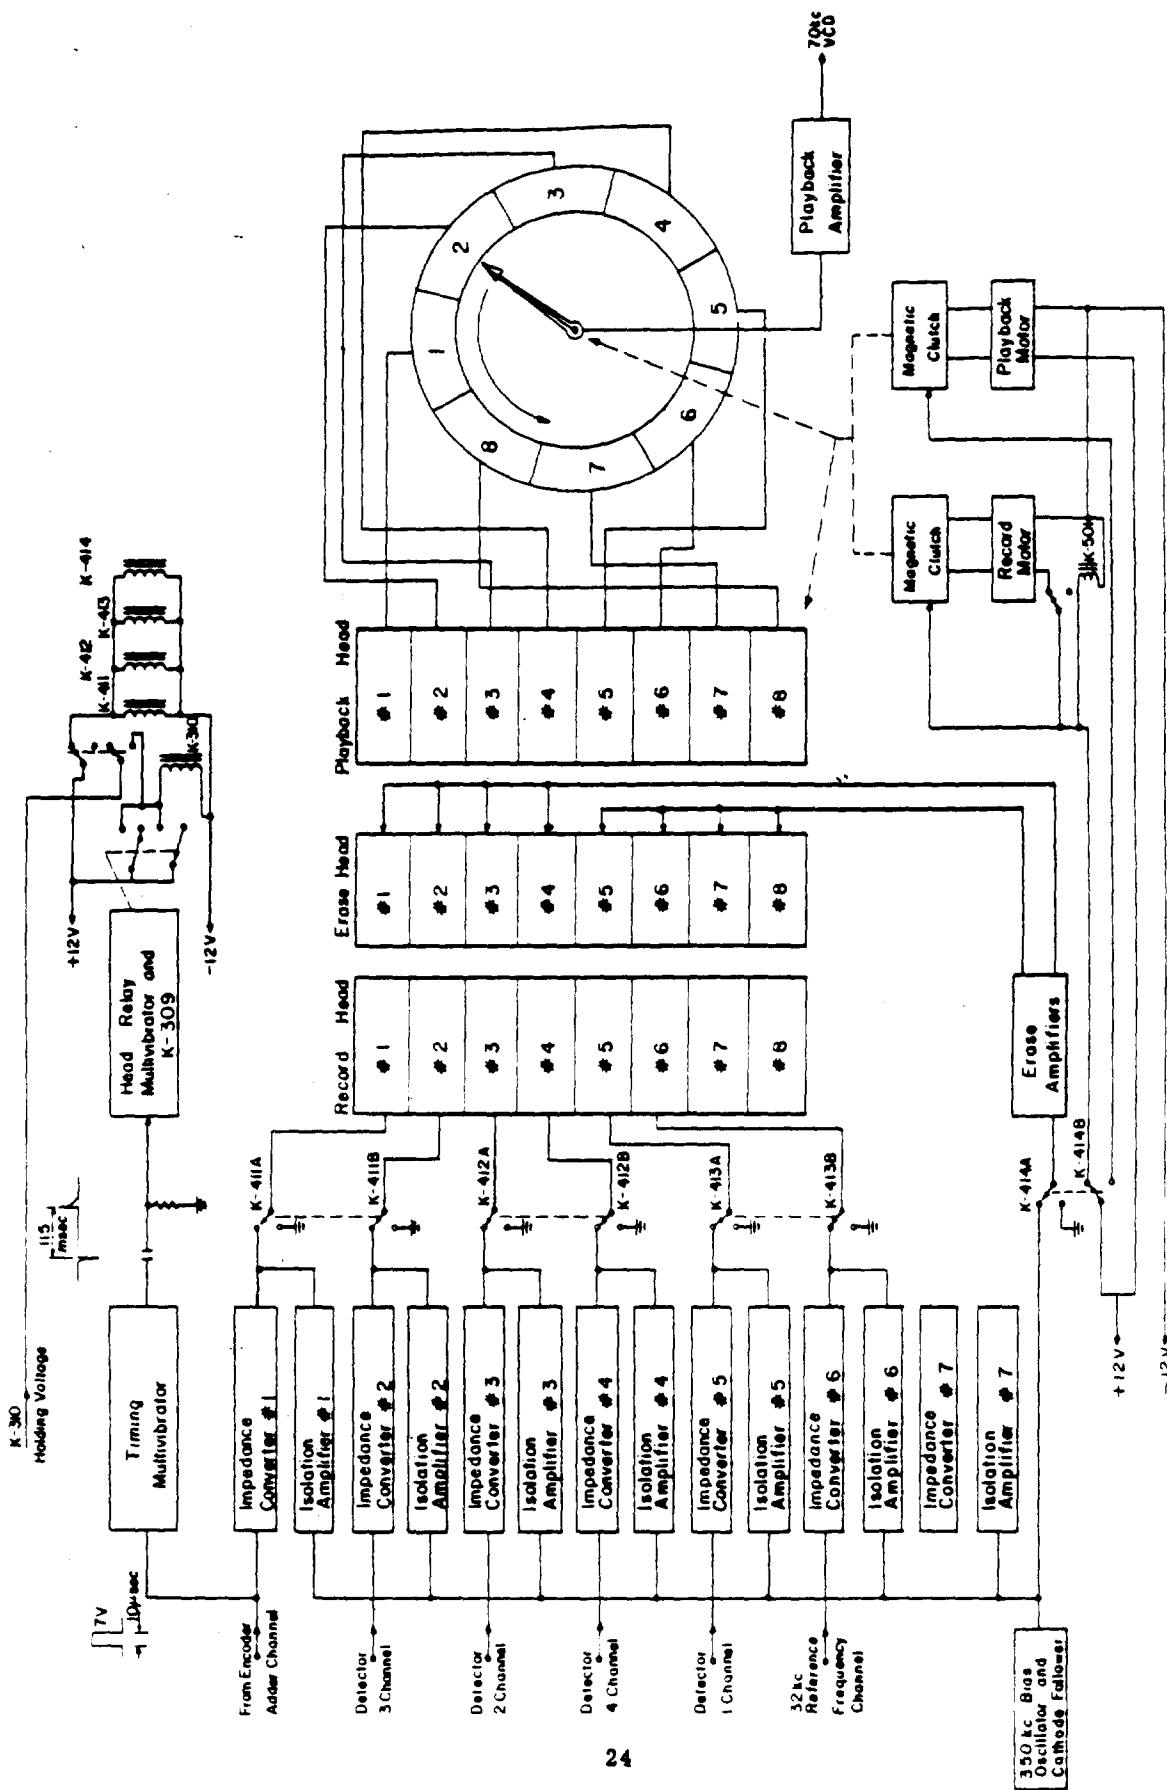 K-310
Holding Voltage
7V
10μsec
Timing
Multivibrator
115
msec
Head Relay
Multivibrator and
K-309
+12V
-12V
K-310
K-411
K-412
K-413
K-414
From Encoder
Adder Channel
Detector
3 Channel
Detector
2 Channel
Detector
4 Channel
Detector
1 Channel
32 kc
Reference
Frequency
Channel
350 kc Bias
Oscillator and
Cathode Follower
Impedance
Converter #1
Isolation
Amplifier #1
Impedance
Converter #2
Isolation
Amplifier #2
Impedance
Converter #3
Isolation
Amplifier #3
Impedance
Converter #4
Isolation
Amplifier #4
Impedance
Converter #5
Isolation
Amplifier #5
Impedance
Converter #6
Isolation
Amplifier #6
Impedance
Converter #7
Isolation
Amplifier #7
K-411A
K-411B
K-412A
K-412B
K-413A
K-413B
K-414A
K-414B
Record Head
#1
#2
#3
#4
#5
#6
#7
#8
Erase Head
#1
#2
#3
#4
#5
#6
#7
#8
Playback Head
#1
#2
#3
#4
#5
#6
#7
#8
Erase
Amplifiers
1
2
3
4
5
6
7
8
Playback
Amplifier
70kc
VCO
Magnetic
Clutch
Record
Motor
Magnetic
Clutch
Playback
Motor
+12V
-12V
24